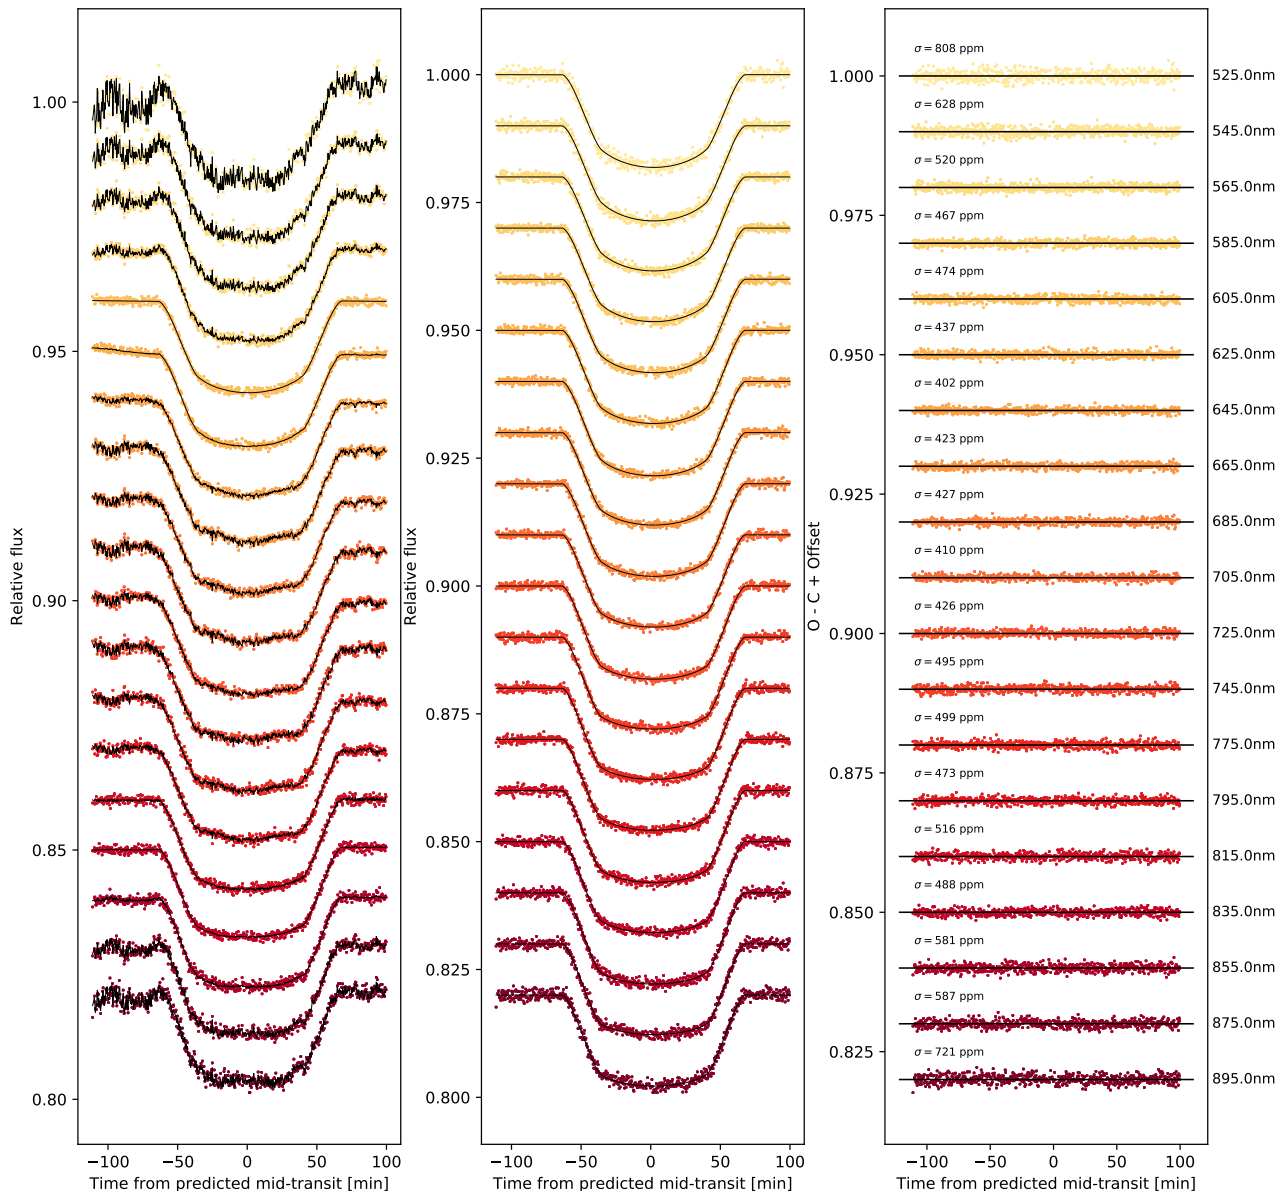 1.00
0.95
0.90
0.85
0.80
Relative flux
−100 −50 0 50 100
Time from predicted mid-transit [min]
1.000
0.975
0.950
0.925
0.900
0.875
0.850
0.825
0.800
Relative flux
−100 −50 0 50 100
Time from predicted mid-transit [min]
1.000
0.975
0.950
0.925
0.900
0.875
0.850
0.825
O - C + Offset
−100 −50 0 50 100
Time from predicted mid-transit [min]
σ = 808 ppm
525.0nm
σ = 628 ppm
545.0nm
σ = 520 ppm
565.0nm
σ = 467 ppm
585.0nm
σ = 474 ppm
605.0nm
σ = 437 ppm
625.0nm
σ = 402 ppm
645.0nm
σ = 423 ppm
665.0nm
σ = 427 ppm
685.0nm
σ = 410 ppm
705.0nm
σ = 426 ppm
725.0nm
σ = 495 ppm
745.0nm
σ = 499 ppm
775.0nm
σ = 473 ppm
795.0nm
σ = 516 ppm
815.0nm
σ = 488 ppm
835.0nm
σ = 581 ppm
855.0nm
σ = 587 ppm
875.0nm
σ = 721 ppm
895.0nm